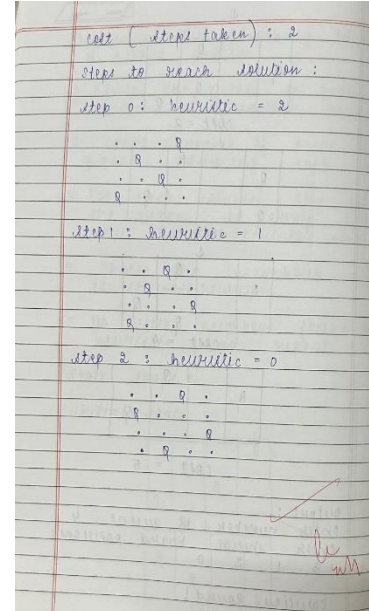 cost ( steps taken ) : 2
steps to reach solution :
step 0 : heuristic = 2
. . . Q
. Q . .
. . Q .
Q . . .
step 1 : heuristic = 1
. . Q .
. Q . .
. . . Q
Q . . .
step 2 : heuristic = 0
. . Q .
Q . . .
. . . Q
. Q . .